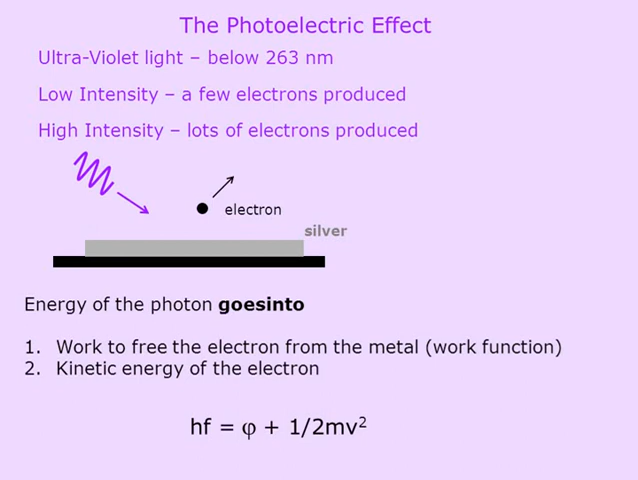 The Photoelectric Effect
Ultra-Violet light – below 263 nm
Low Intensity – a few electrons produced
High Intensity – lots of electrons produced
electron
silver
Energy of the photon goesinto
1. Work to free the electron from the metal (work function)
2. Kinetic energy of the electron
hf = φ + 1/2mv²